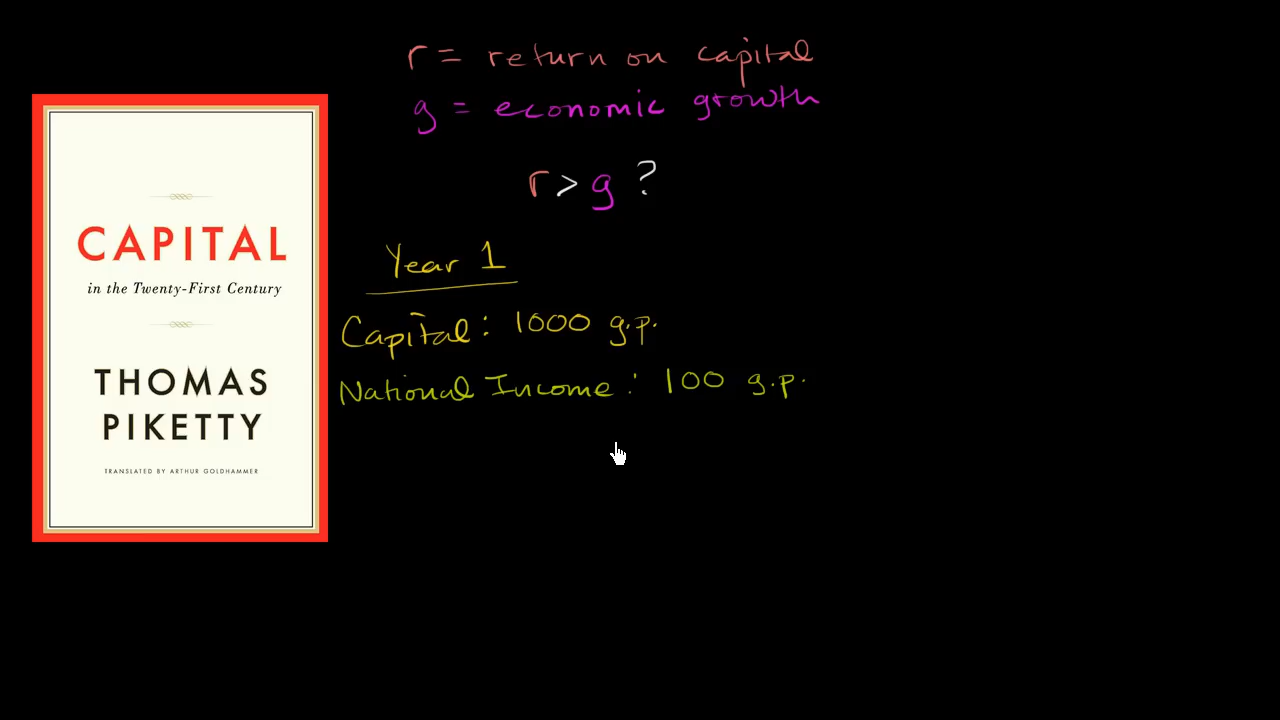 r = return on capital
g = economic growth
r > g ?
CAPITAL
in the Twenty-First Century
THOMAS
PIKETTY
TRANSLATED BY ARTHUR GOLDHAMMER
Year 1
Capital: 1000 g.p.
National Income: 100 g.p.